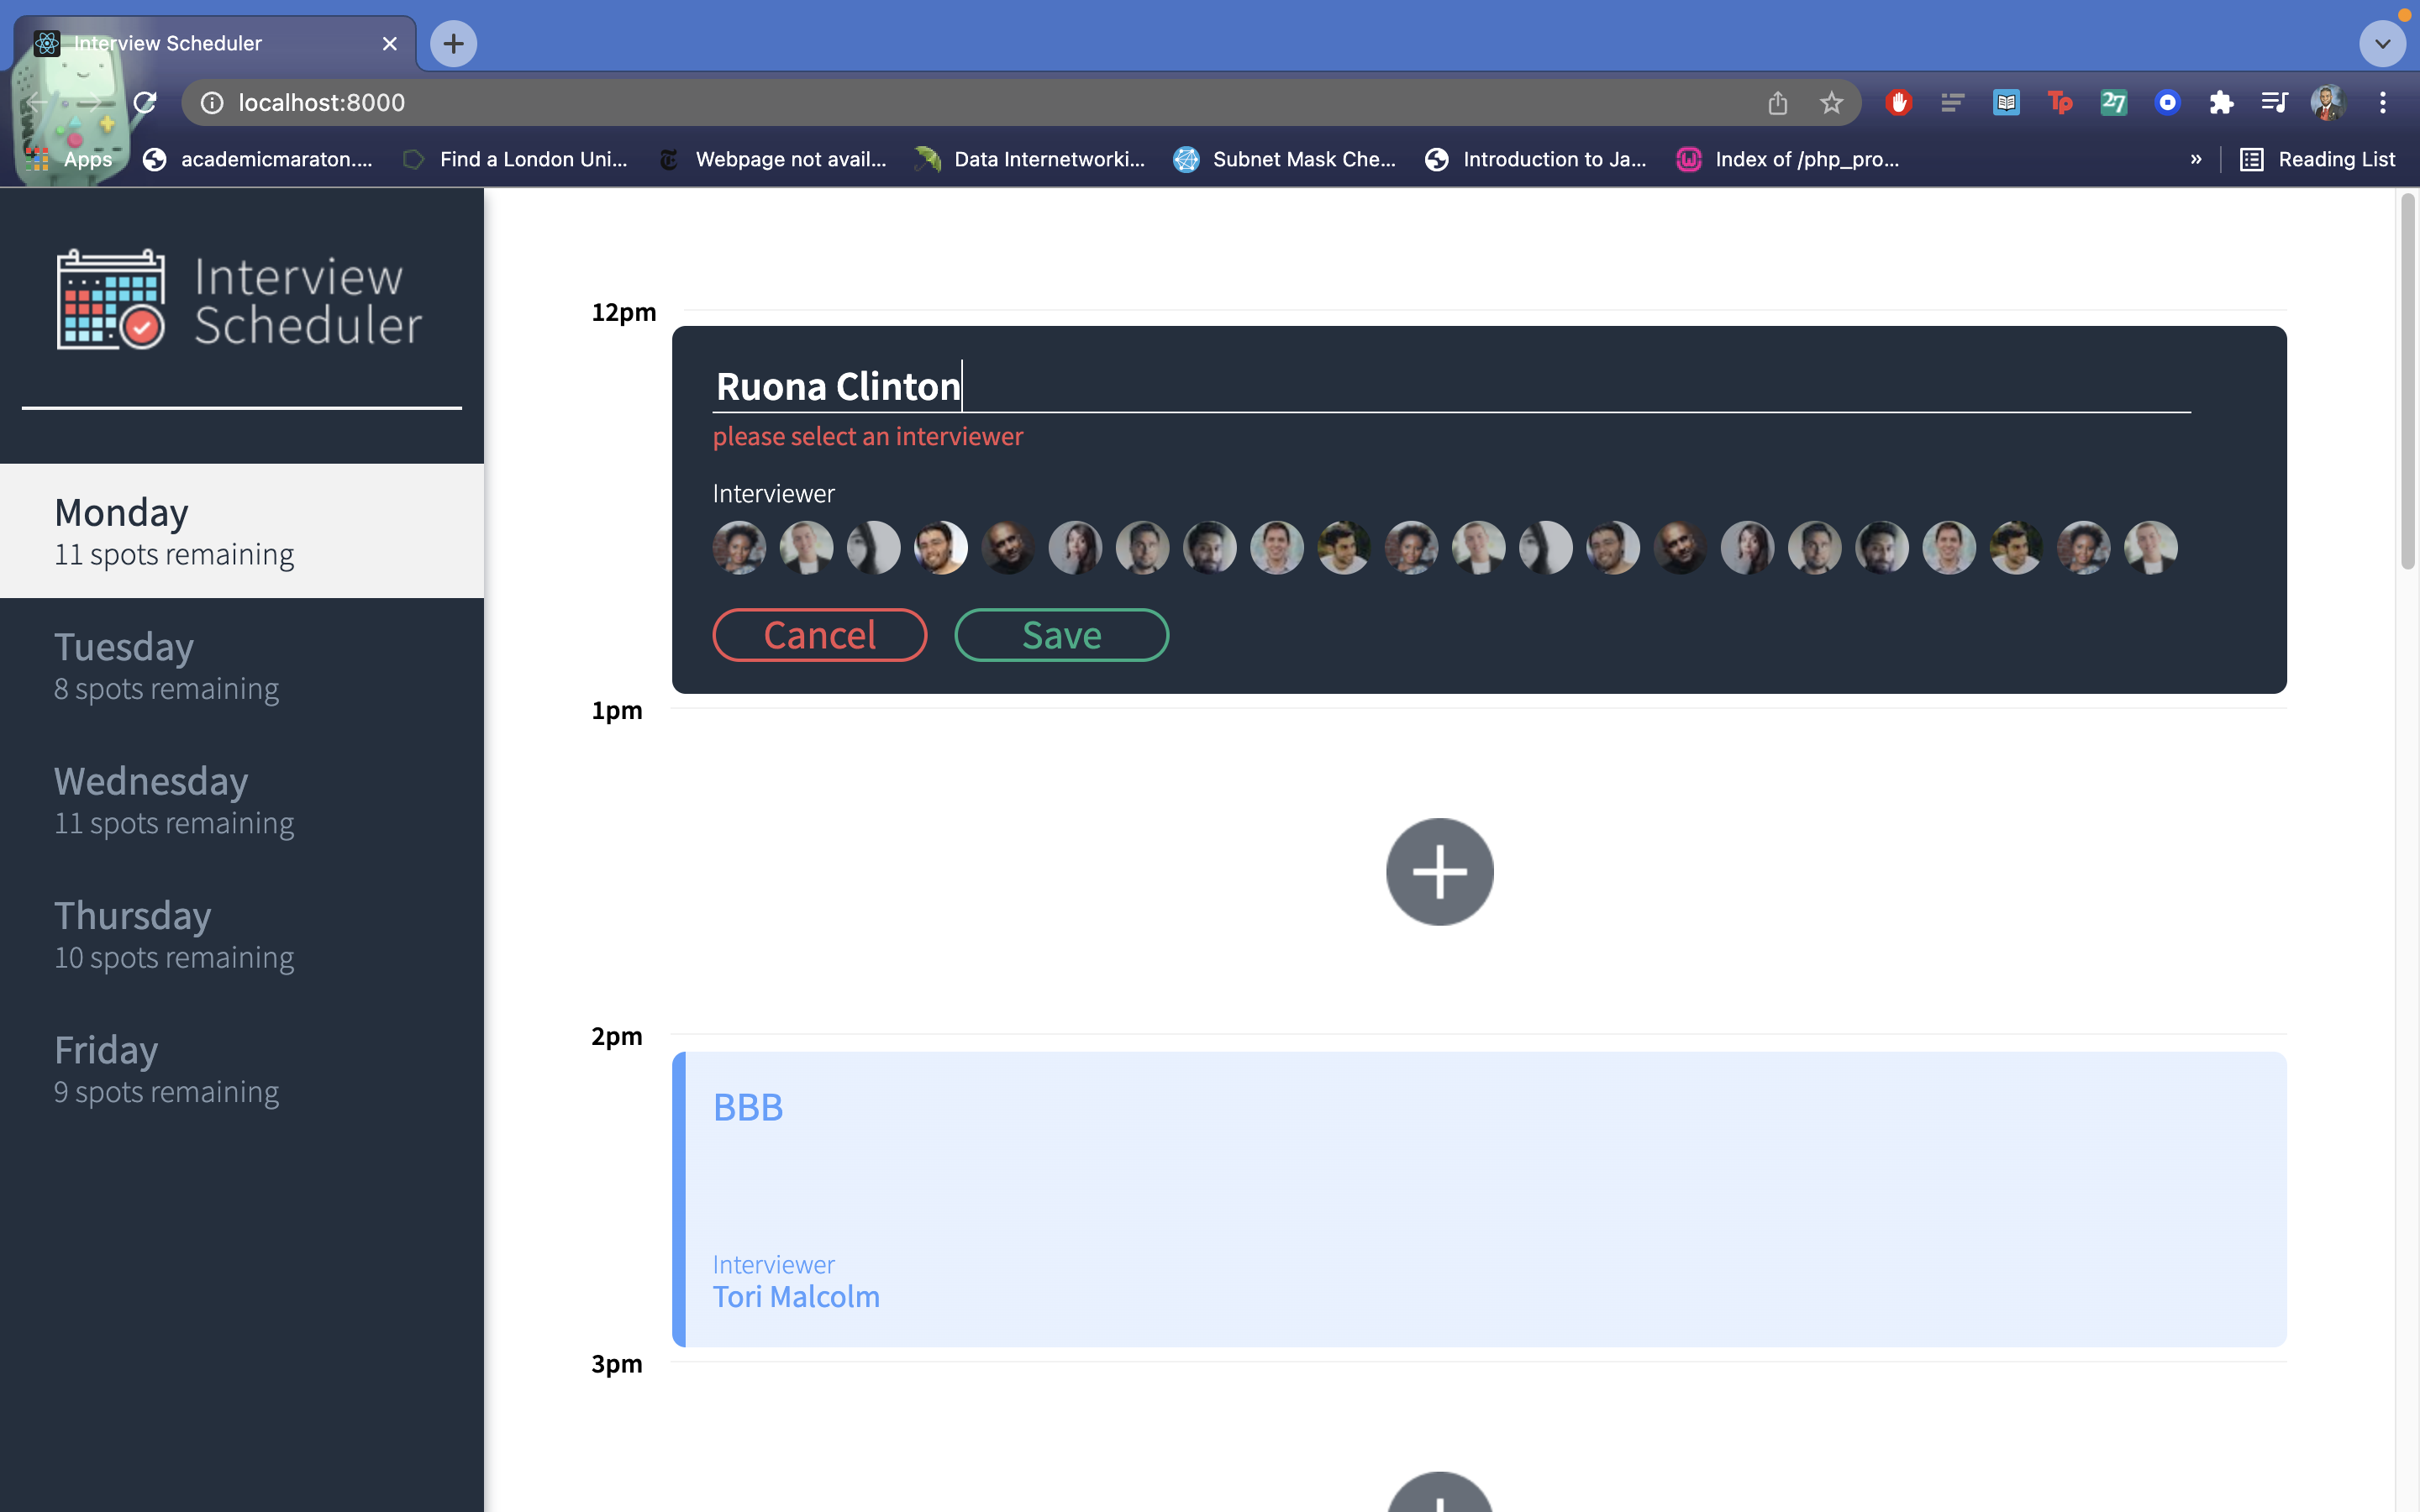 Interview Scheduler
localhost:8000
Tp
27
Apps
academicmaraton....
Find a London Uni...
Webpage not avail...
Data Internetworki...
Subnet Mask Che...
Introduction to Ja...
Index of /php_pro...
»
Reading List
Interview
Scheduler
Monday
11 spots remaining
Tuesday
8 spots remaining
Wednesday
11 spots remaining
Thursday
10 spots remaining
Friday
9 spots remaining
12pm
Ruona Clinton
please select an interviewer
Interviewer
Cancel
Save
1pm
2pm
BBB
Interviewer
Tori Malcolm
3pm